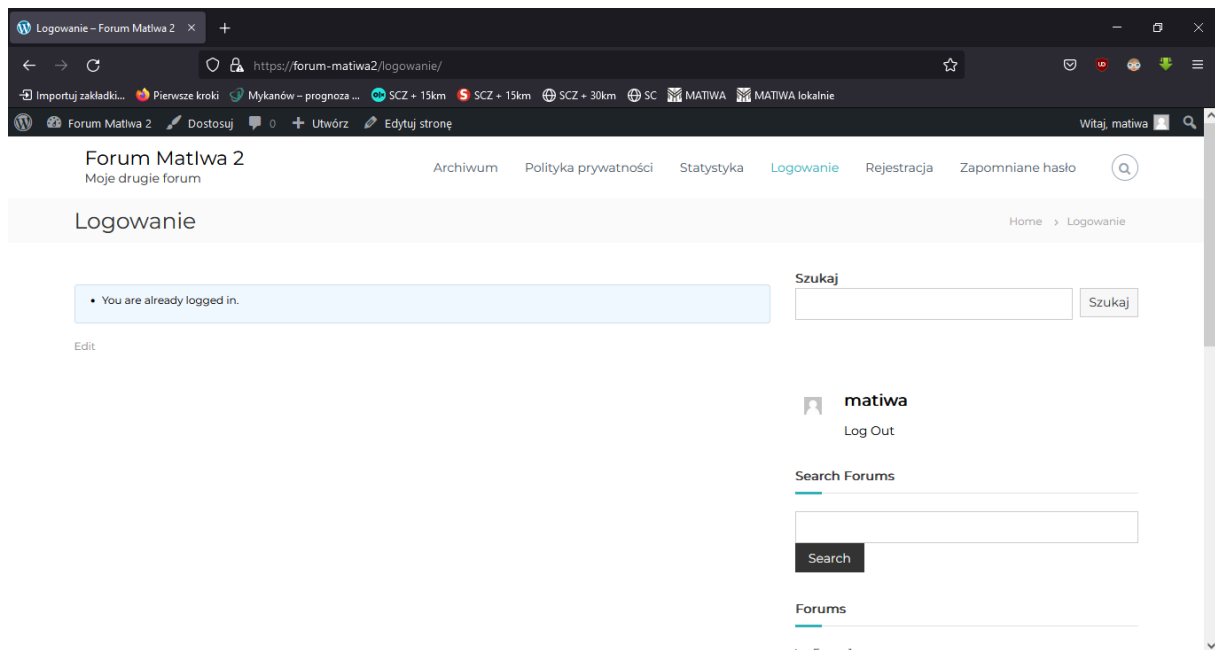 Logowanie – Forum MatIwa 2
https://forum-matiwa2/logowanie/
Importuj zakładki... Pierwsze kroki Mykanów – prognoza ... SCZ + 15km SCZ + 15km SCZ + 30km SC MATIWA MATIWA lokalnie
Forum MatIwa 2 Dostosuj 0 Utwórz Edytuj stronę Witaj, matiwa
Forum MatIwa 2
Moje drugie forum
Archiwum Polityka prywatności Statystyka Logowanie Rejestracja Zapomniane hasło
Logowanie
Home > Logowanie
• You are already logged in.
Edit
Szukaj
Szukaj
matiwa
Log Out
Search Forums
Search
Forums